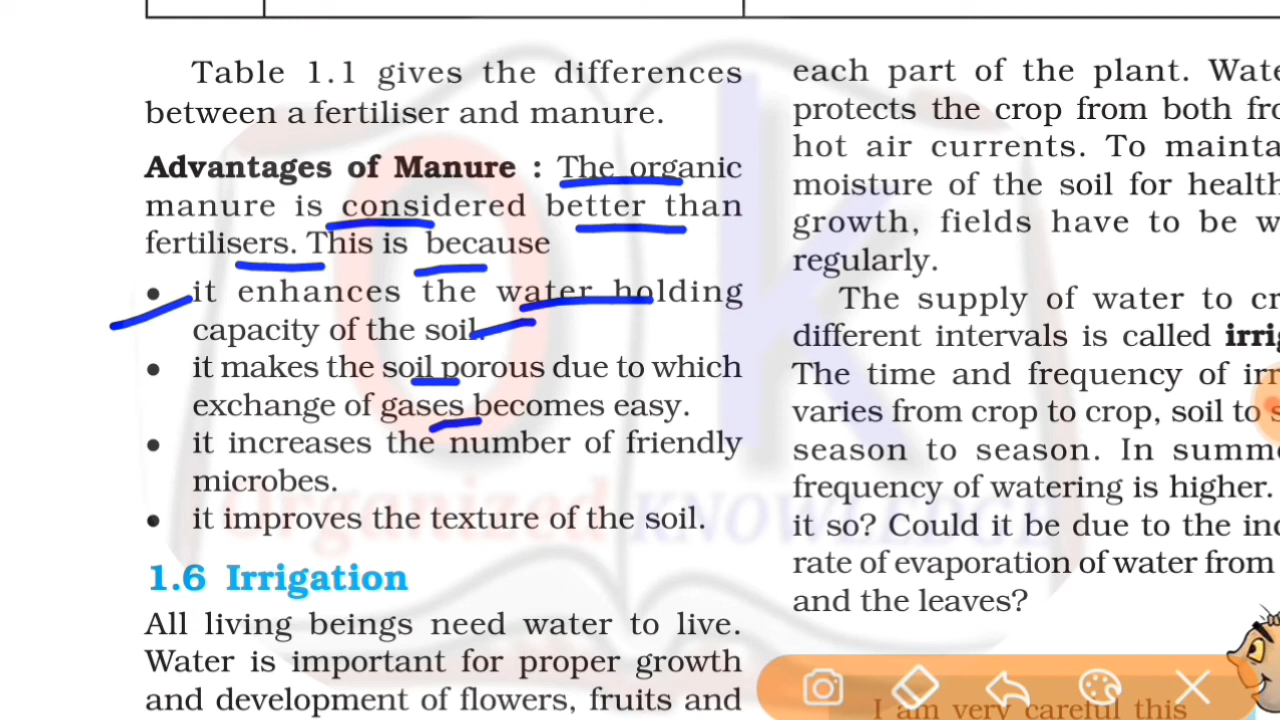 Table 1.1 gives the differences
between a fertiliser and manure.
Advantages of Manure : The organic
manure is considered better than
fertilisers. This is because
• it enhances the water holding
capacity of the soil.
• it makes the soil porous due to which
exchange of gases becomes easy.
• it increases the number of friendly
microbes.
• it improves the texture of the soil.
1.6 Irrigation
All living beings need water to live.
Water is important for proper growth
and development of flowers, fruits and
each part of the plant. Wate
protects the crop from both fro
hot air currents. To mainta
moisture of the soil for health
growth, fields have to be w
regularly.
The supply of water to cr
different intervals is called irrig
The time and frequency of irr
varies from crop to crop, soil to s
season to season. In summe
frequency of watering is higher.
it so? Could it be due to the inc
rate of evaporation of water from
and the leaves?
I am very careful this
OK
Organized KNOWLEDGE